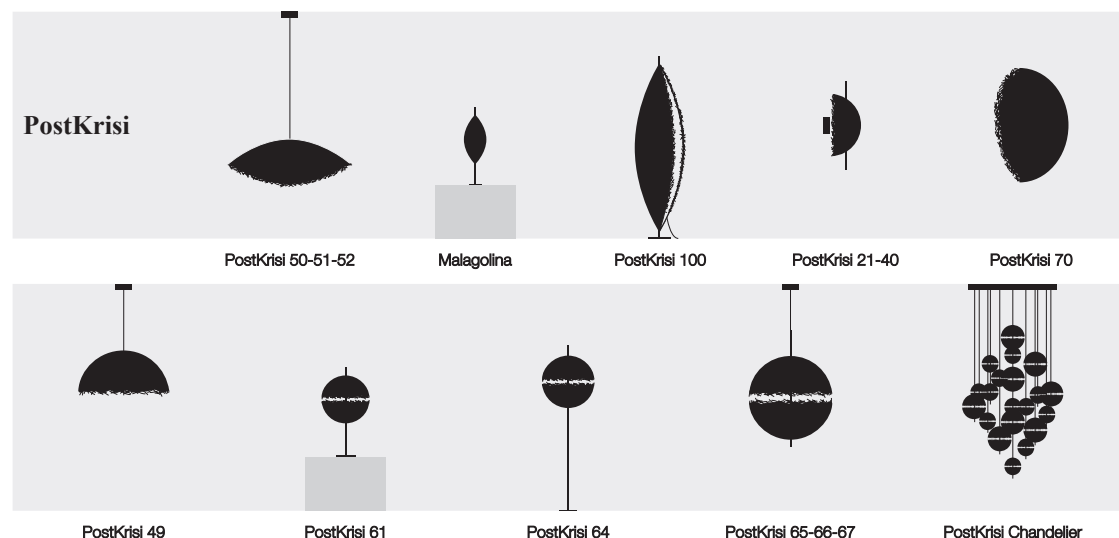 PostKrisi
PostKrisi 50-51-52
Malagolina
PostKrisi 100
PostKrisi 21-40
PostKrisi 70
PostKrisi 49
PostKrisi 61
PostKrisi 64
PostKrisi 65-66-67
PostKrisi Chandelier